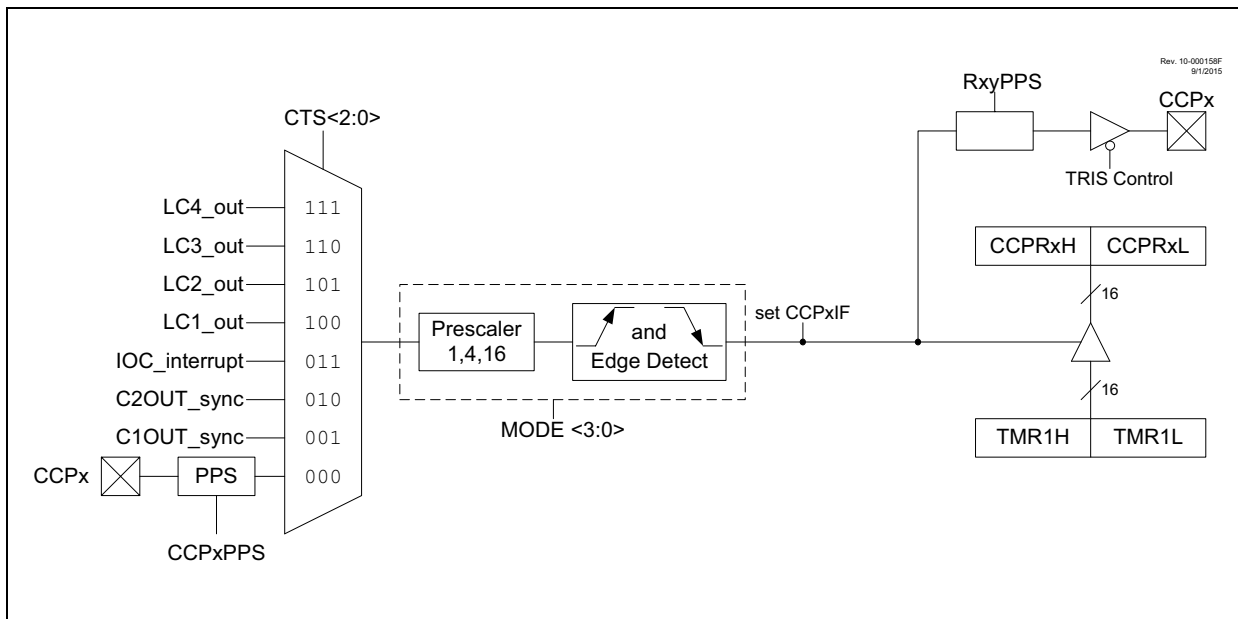 Rev. 10-000158F
9/1/2015
RxyPPS
CCPx
CTS<2:0>
TRIS Control
LC4_out 111
LC3_out 110
LC2_out 101
LC1_out 100
IOC_interrupt 011
C2OUT_sync 010
C1OUT_sync 001
CCPx PPS 000
CCPxPPS
Prescaler
1,4,16
and
Edge Detect
MODE <3:0>
set CCPxIF
CCPRxH CCPRxL
16
16
TMR1H TMR1L